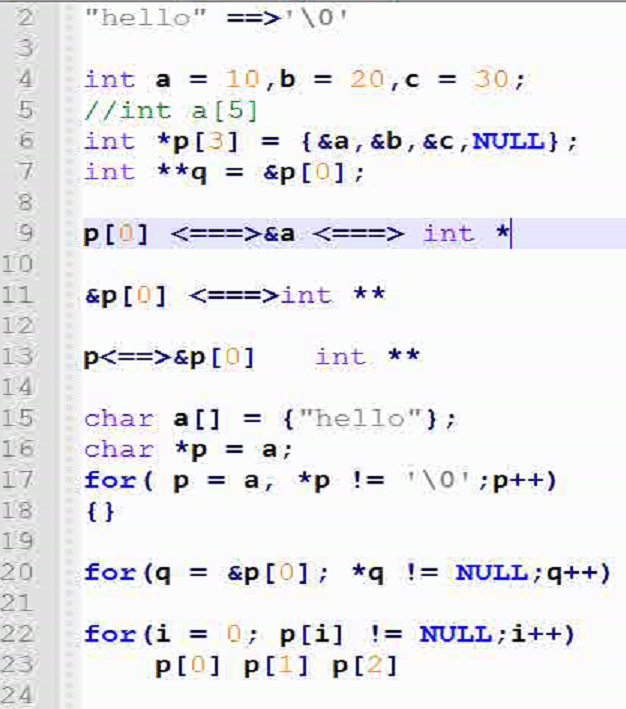 2 "hello" ==>'\0'
3
4 int a = 10,b = 20,c = 30;
5 //int a[5]
6 int *p[3] = {&a,&b,&c,NULL};
7 int **q = &p[0];
8
9 p[0] <===>&a <===> int *
10
11 &p[0] <===>int **
12
13 p<==>&p[0] int **
14
15 char a[] = {"hello"};
16 char *p = a;
17 for( p = a, *p != '\0';p++)
18 {}
19
20 for(q = &p[0]; *q != NULL;q++)
21
22 for(i = 0; p[i] != NULL;i++)
23 p[0] p[1] p[2]
24